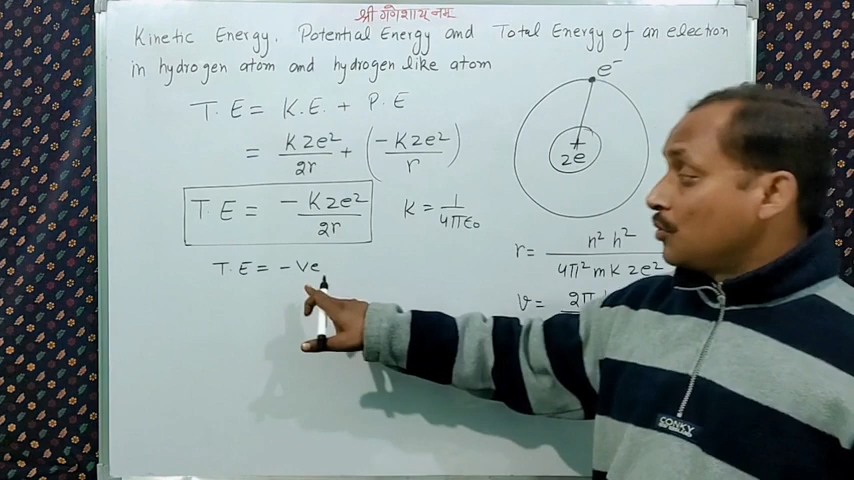 श्री गणेशाय नमः
Kinetic Energy, Potential Energy and Total Energy of an electron
in hydrogen atom and hydrogen like atom
T.E = K.E. + P.E
= Kze²/2r + (-Kze²/r)
T.E = -Kze²/2r
K = 1/4πε₀
T.E = -ve
e⁻
+
ze
r = n²h²/4π²mKze²
v = 2π
CONKY